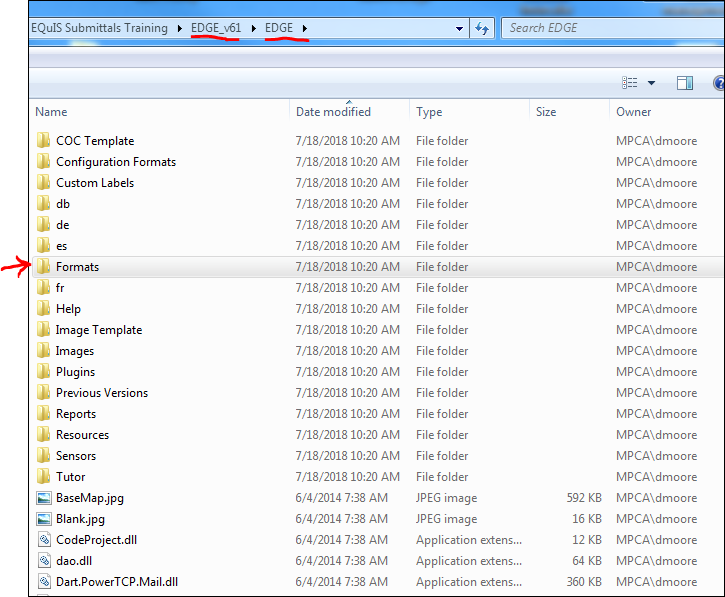 EQuIS Submittals Training EDGE_v61 EDGE Search EDGE
Name Date modified Type Size Owner
COC Template 7/18/2018 10:20 AM File folder MPCA\dmoore
Configuration Formats 7/18/2018 10:20 AM File folder MPCA\dmoore
Custom Labels 7/18/2018 10:20 AM File folder MPCA\dmoore
db 7/18/2018 10:20 AM File folder MPCA\dmoore
de 7/18/2018 10:20 AM File folder MPCA\dmoore
es 7/18/2018 10:20 AM File folder MPCA\dmoore
Formats 7/18/2018 10:20 AM File folder MPCA\dmoore
fr 7/18/2018 10:20 AM File folder MPCA\dmoore
Help 7/18/2018 10:20 AM File folder MPCA\dmoore
Image Template 7/18/2018 10:20 AM File folder MPCA\dmoore
Images 7/18/2018 10:20 AM File folder MPCA\dmoore
Plugins 7/18/2018 10:20 AM File folder MPCA\dmoore
Previous Versions 7/18/2018 10:20 AM File folder MPCA\dmoore
Reports 7/18/2018 10:20 AM File folder MPCA\dmoore
Resources 7/18/2018 10:20 AM File folder MPCA\dmoore
Sensors 7/18/2018 10:20 AM File folder MPCA\dmoore
Tutor 7/18/2018 10:20 AM File folder MPCA\dmoore
BaseMap.jpg 6/4/2014 7:38 AM JPEG image 592 KB MPCA\dmoore
Blank.jpg 6/4/2014 7:38 AM JPEG image 16 KB MPCA\dmoore
CodeProject.dll 6/4/2014 7:38 AM Application extens... 12 KB MPCA\dmoore
dao.dll 6/4/2014 7:38 AM Application extens... 64 KB MPCA\dmoore
Dart.PowerTCP.Mail.dll 6/4/2014 7:38 AM Application extens... 360 KB MPCA\dmoore